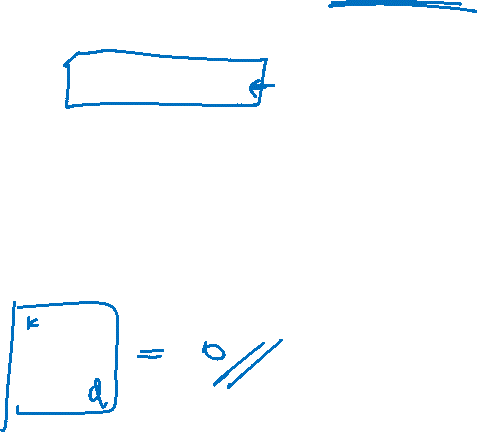 k
d = 0 //